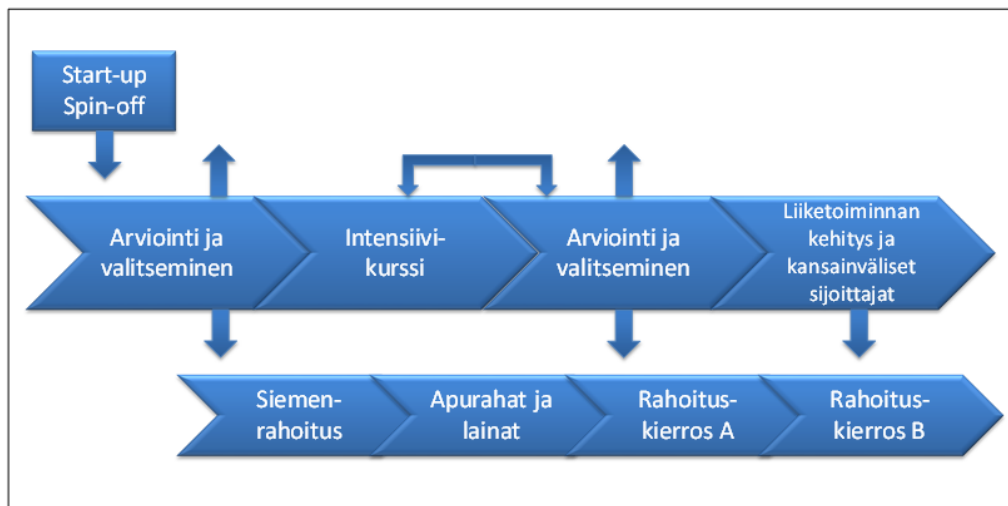 Start-up
Spin-off
Arviointi ja
valitseminen
Intensiivi-
kurssi
Arviointi ja
valitseminen
Liiketoiminnan
kehitys ja
kansainväliset
sijoittajat
Siemen-
rahoitus
Apurahat ja
lainat
Rahoitus-
kierros A
Rahoitus-
kierros B